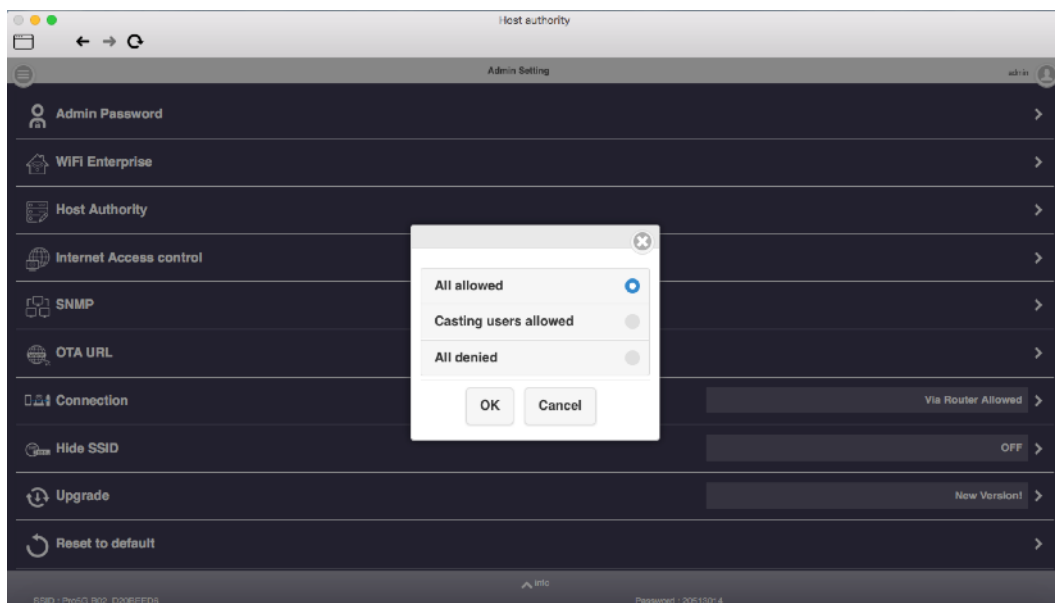 Host authority
Admin Setting
admin
Admin Password
WiFi Enterprise
Host Authority
Internet Access control
All allowed
SNMP
Casting users allowed
OTA URL
All denied
Connection
Via Router Allowed
OK
Cancel
Hide SSID
OFF
Upgrade
New Version!
Reset to default
Info
SSID :
Password :